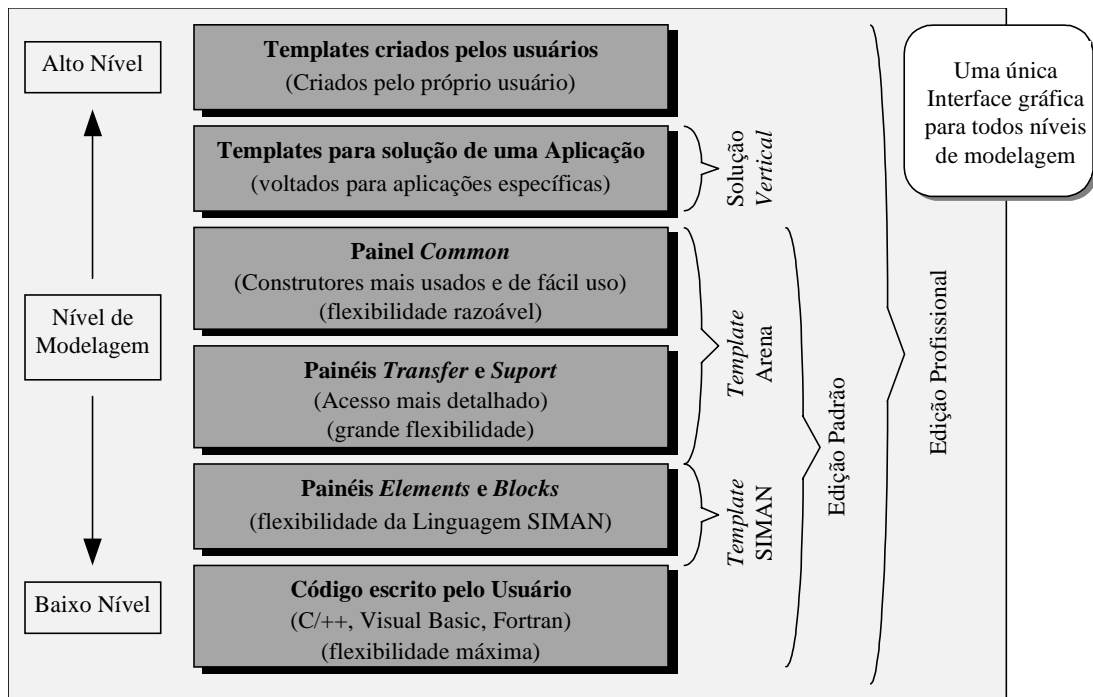 Alto Nível
Nível de
Modelagem
Baixo Nível
Templates criados pelos usuários
(Criados pelo próprio usuário)
Templates para solução de uma Aplicação
(voltados para aplicações específicas)
Painel Common
(Construtores mais usados e de fácil uso)
(flexibilidade razoável)
Painéis Transfer e Suport
(Acesso mais detalhado)
(grande flexibilidade)
Painéis Elements e Blocks
(flexibilidade da Linguagem SIMAN)
Código escrito pelo Usuário
(C/++, Visual Basic, Fortran)
(flexibilidade máxima)
Solução
Vertical
Template
Arena
Template
SIMAN
Edição Padrão
Edição Profissional
Uma única
Interface gráfica
para todos níveis
de modelagem